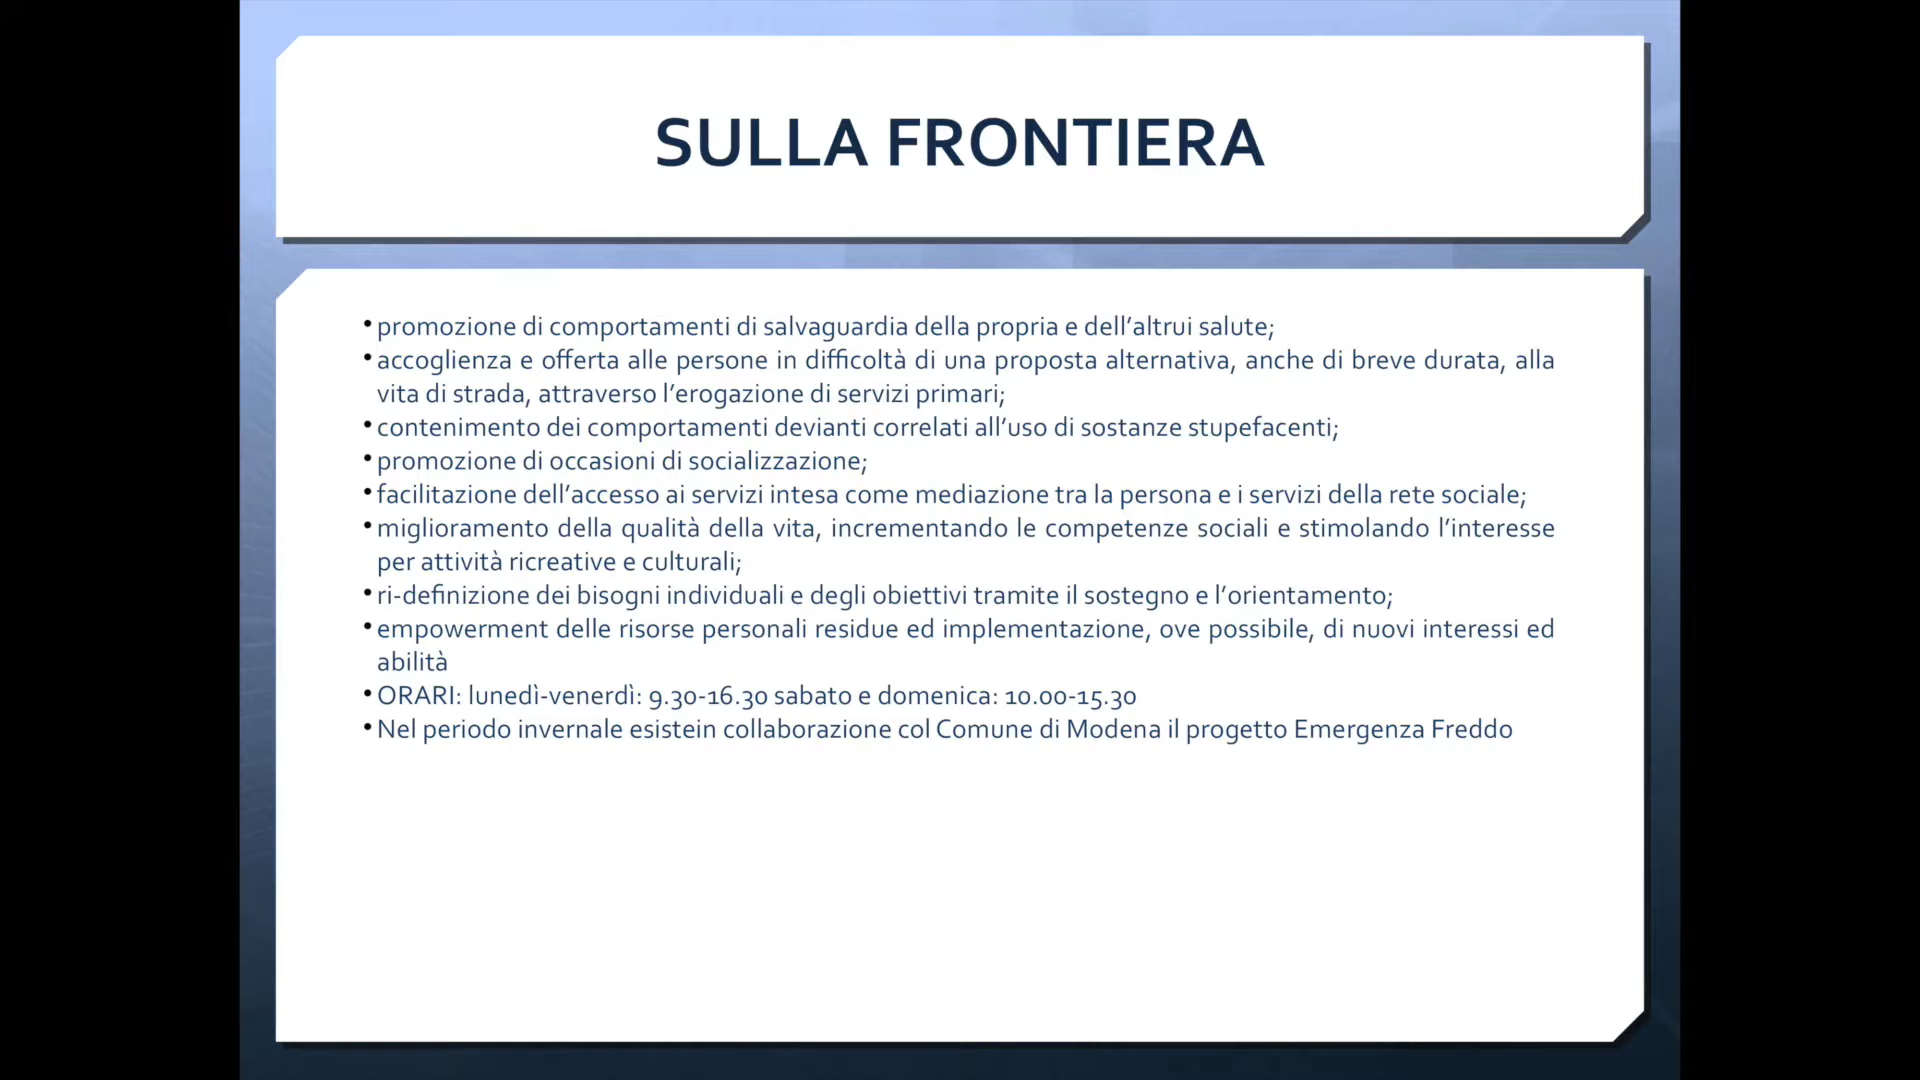 SULLA FRONTIERA
•promozione di comportamenti di salvaguardia della propria e dell’altrui salute;
•accoglienza e offerta alle persone in difficoltà di una proposta alternativa, anche di breve durata, alla
vita di strada, attraverso l’erogazione di servizi primari;
•contenimento dei comportamenti devianti correlati all’uso di sostanze stupefacenti;
•promozione di occasioni di socializzazione;
•facilitazione dell’accesso ai servizi intesa come mediazione tra la persona e i servizi della rete sociale;
•miglioramento della qualità della vita, incrementando le competenze sociali e stimolando l’interesse
per attività ricreative e culturali;
•ri-definizione dei bisogni individuali e degli obiettivi tramite il sostegno e l’orientamento;
•empowerment delle risorse personali residue ed implementazione, ove possibile, di nuovi interessi ed
abilità
•ORARI: lunedì-venerdì: 9.30-16.30 sabato e domenica: 10.00-15.30
•Nel periodo invernale esistein collaborazione col Comune di Modena il progetto Emergenza Freddo